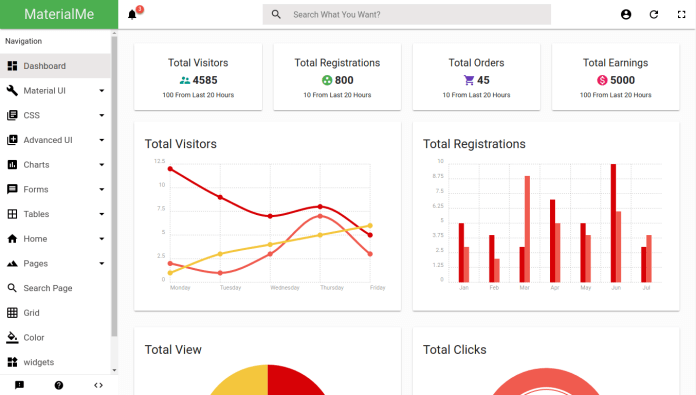 MaterialMe
3
Search What You Want?
Navigation
Dashboard
Material UI
CSS
Advanced UI
Charts
Forms
Tables
Home
Pages
Search Page
Grid
Color
widgets
Total Visitors
4585
100 From Last 20 Hours
Total Registrations
800
10 From Last 20 Hours
Total Orders
45
10 From Last 20 Hours
Total Earnings
$ 5000
100 From Last 20 Hours
Total Visitors
12.5
10
7.5
5
2.5
0
Monday Tuesday Wednesday Thursday Friday
Total Registrations
10
8.75
7.5
6.25
5
3.75
2.5
1.25
0
Jan Feb Mar Apr May Jun Jul
Total View
Total Clicks